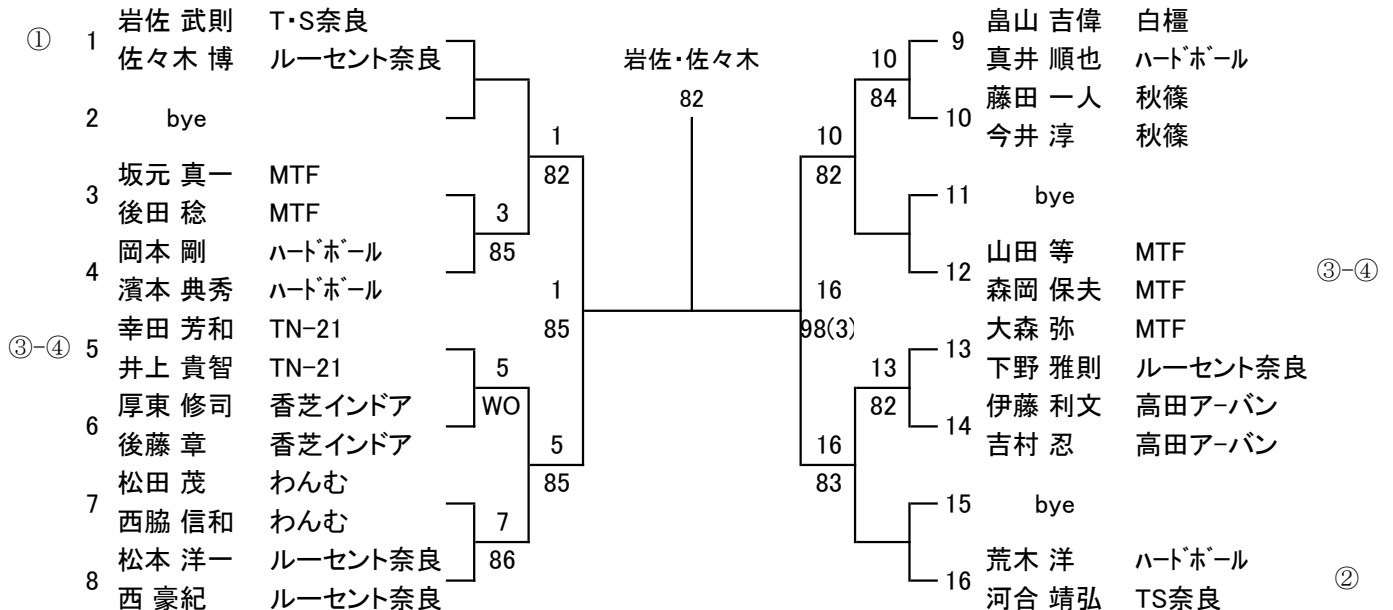 ① 1 岩佐 武則 T・S奈良
佐々木 博 ルーセント奈良
2 bye
3 坂元 真一 MTF
後田 稔 MTF
4 岡本 剛 ﾊｰﾄﾞﾎﾞｰﾙ
濱本 典秀 ﾊｰﾄﾞﾎﾞｰﾙ
③-④ 5 幸田 芳和 TN-21
井上 貴智 TN-21
6 厚東 修司 香芝インドア
後藤 章 香芝インドア
7 松田 茂 わんむ
西脇 信和 わんむ
8 松本 洋一 ルーセント奈良
西 豪紀 ルーセント奈良
3
85
5
WO
7
86
1
82
5
85
1
85
岩佐・佐々木
82
16
98(3)
10
82
16
83
10
84
13
82
9 畠山 吉偉 白橿
真井 順也 ﾊｰﾄﾞﾎﾞｰﾙ
10 藤田 一人 秋篠
今井 淳 秋篠
11 bye
12 山田 等 MTF ③-④
森岡 保夫 MTF
13 大森 弥 MTF
下野 雅則 ルーセント奈良
14 伊藤 利文 高田ア-バン
吉村 忍 高田ア-バン
15 bye
16 荒木 洋 ﾊｰﾄﾞﾎﾞｰﾙ ②
河合 靖弘 TS奈良